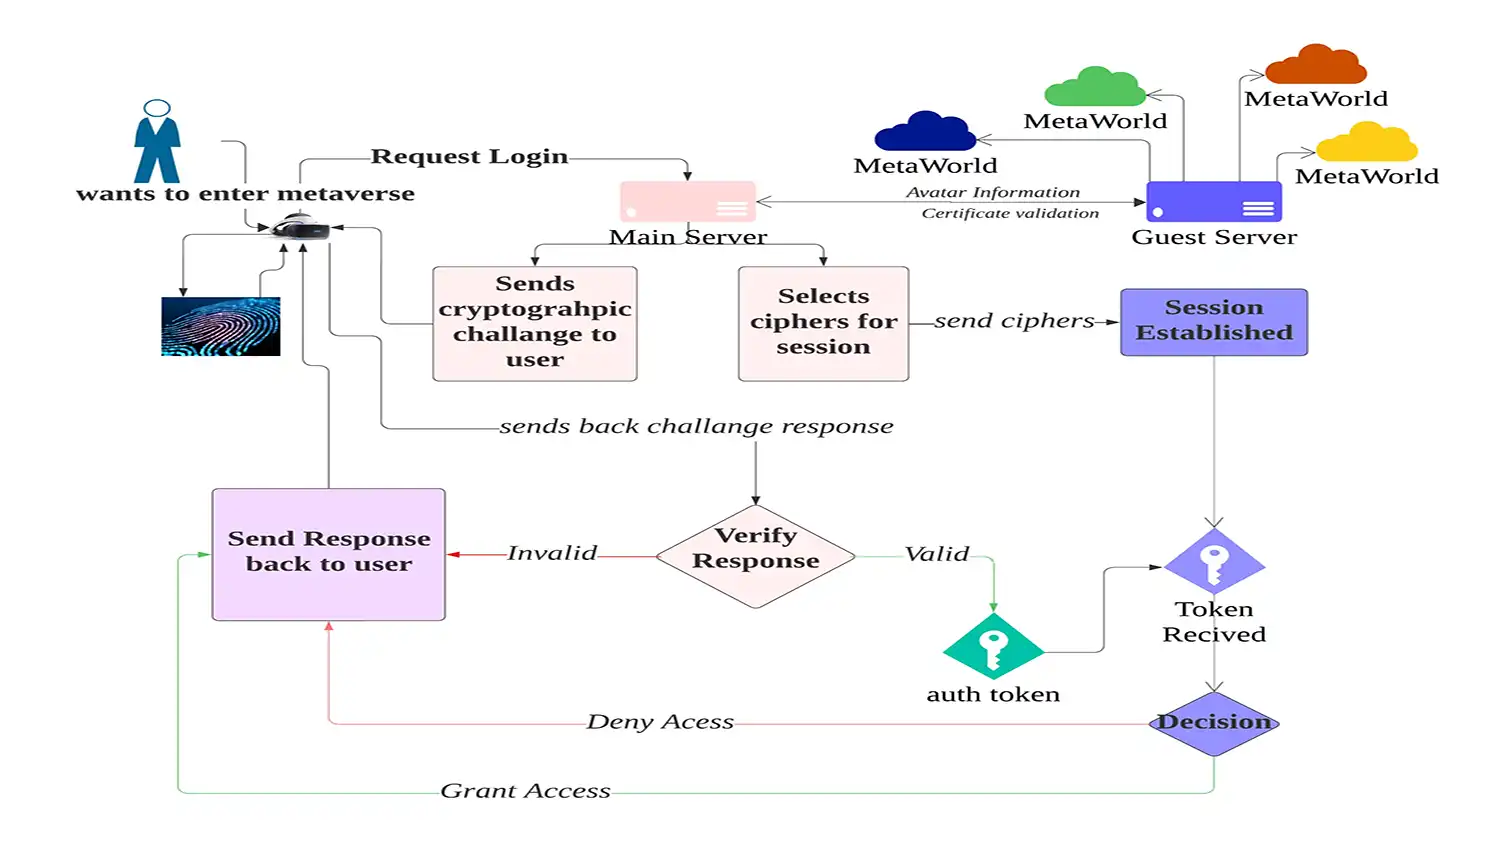 MetaWorld
MetaWorld
MetaWorld
MetaWorld
Request Login
wants to enter metaverse
Avatar Information
Certificate validation
Main Server
Guest Server
Sends
cryptograhpic
challange to
user
Selects
ciphers for
session
send ciphers
Session
Established
sends back challange response
Send Response
back to user
Invalid
Verify
Response
Valid
Token
Recived
auth token
Deny Acess
Decision
Grant Access